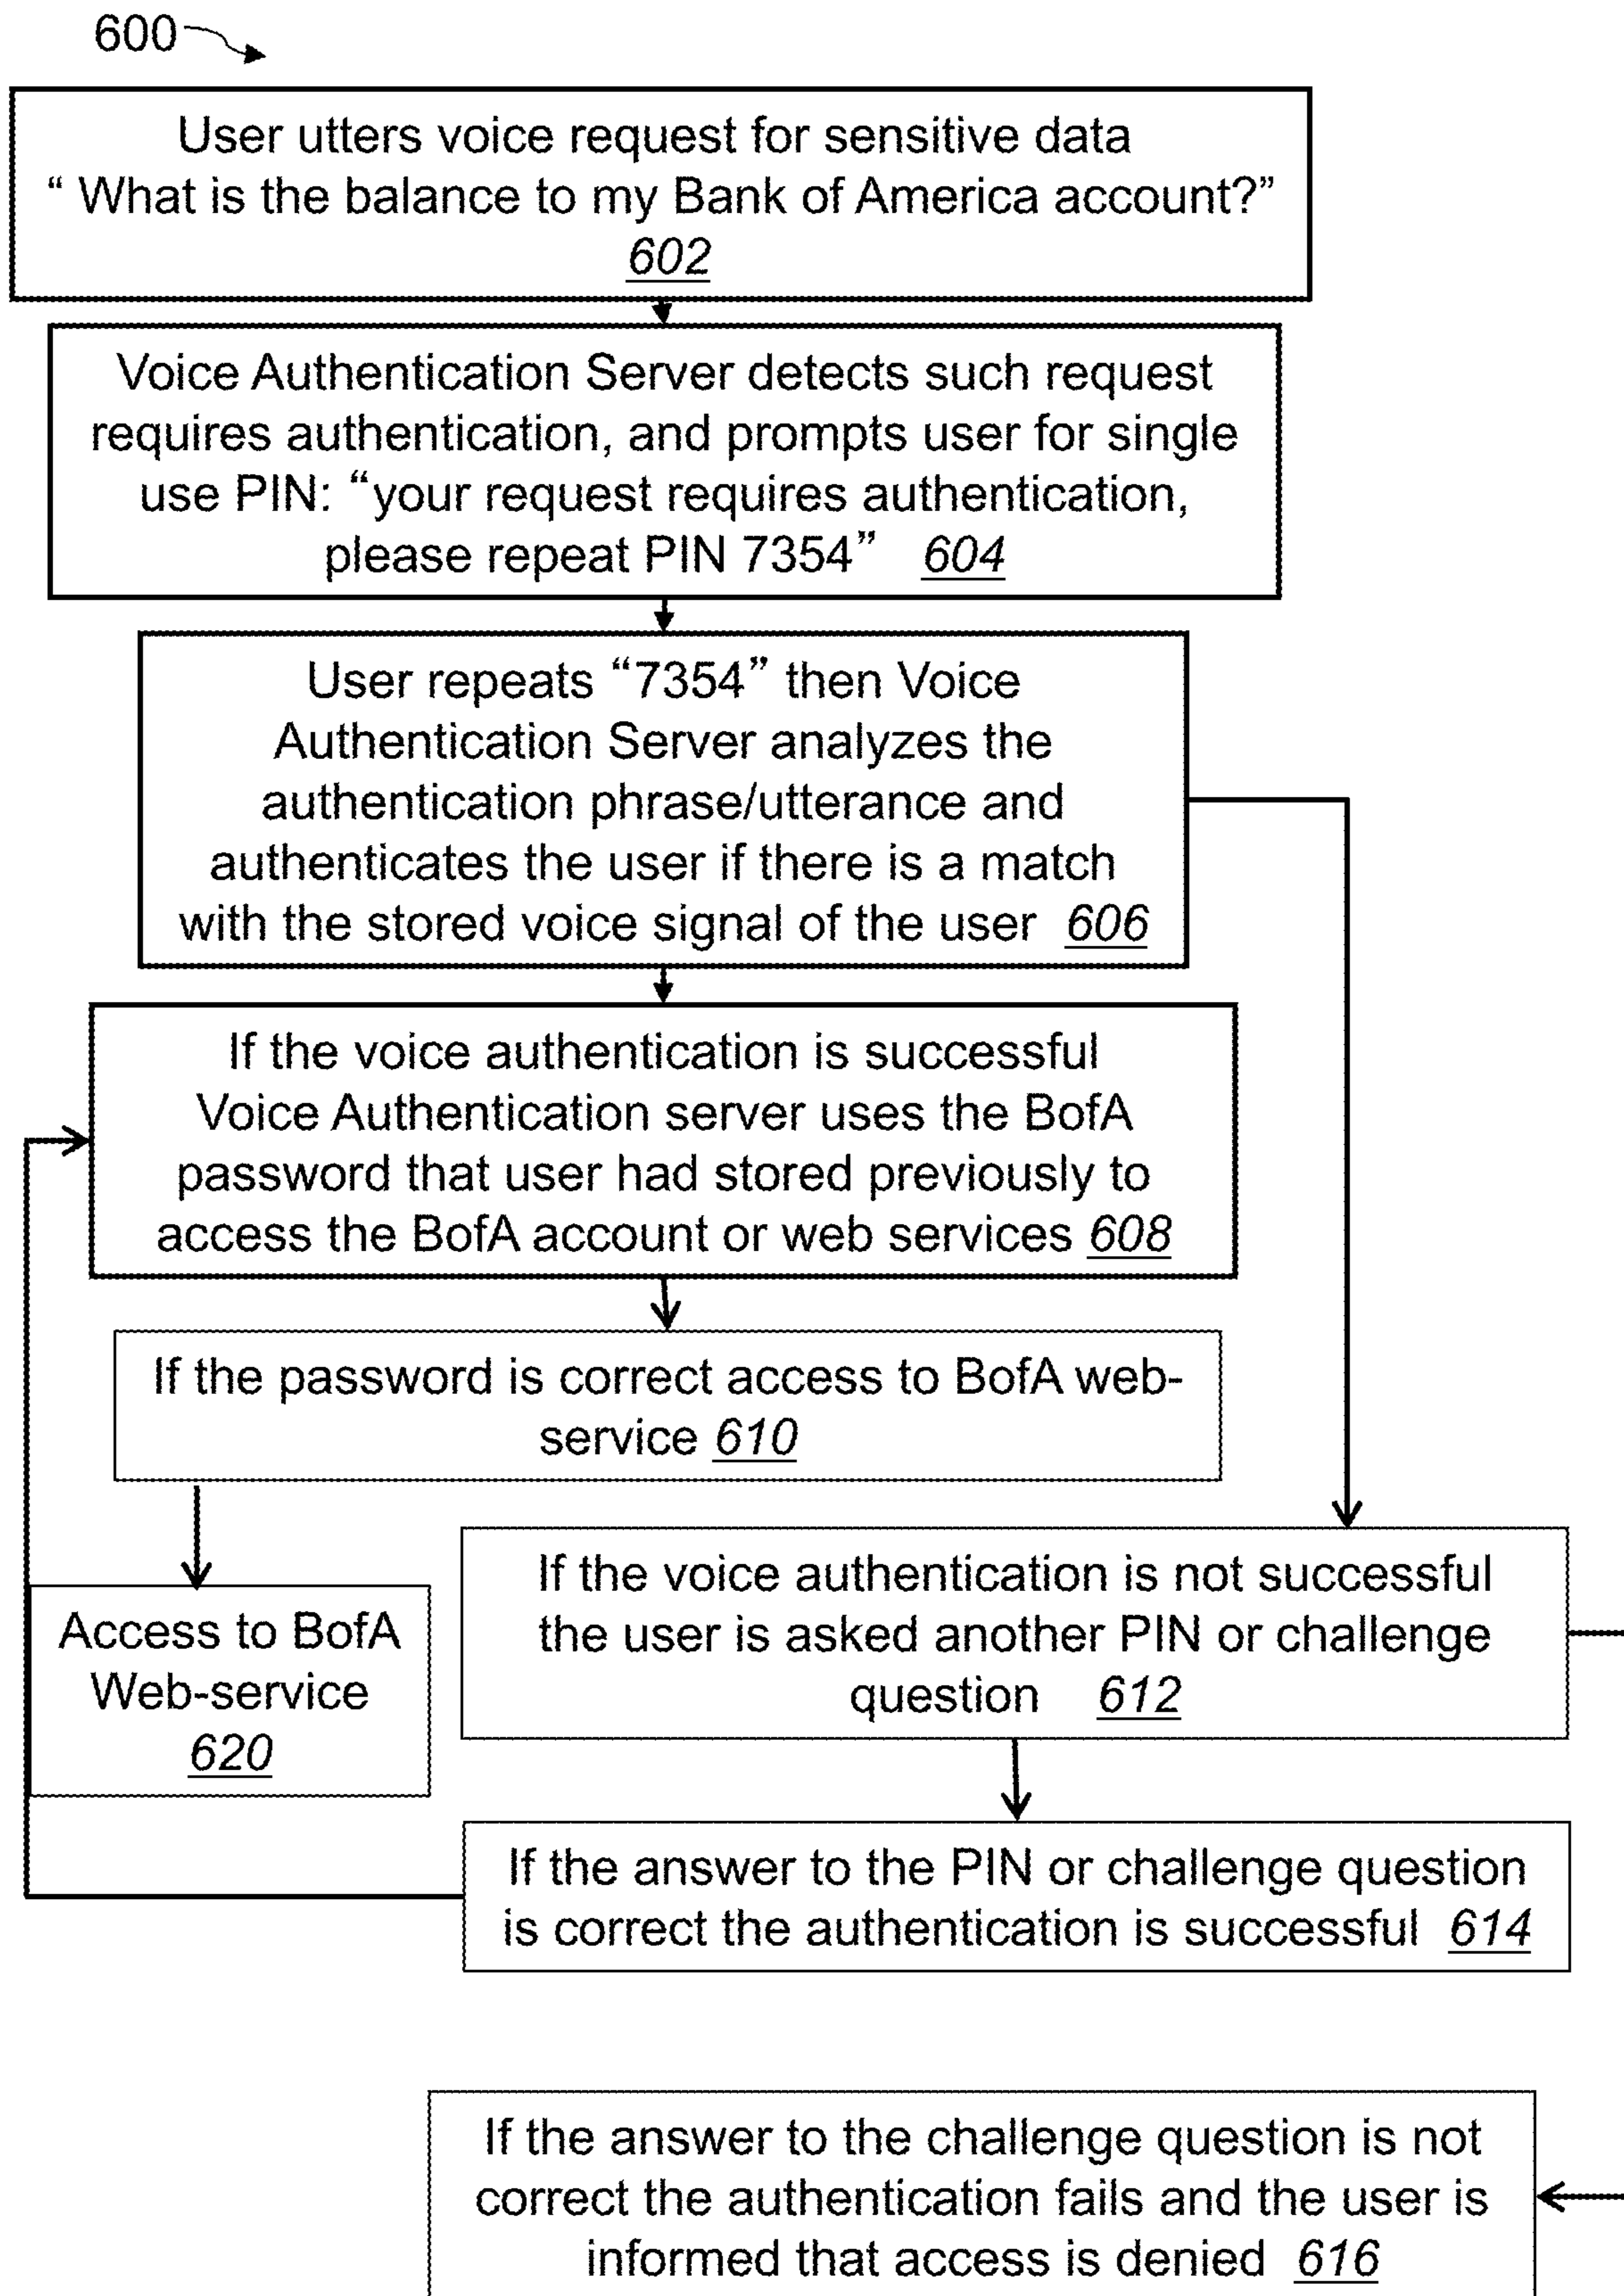 600
User utters voice request for sensitive data
“ What is the balance to my Bank of America account?”
602
Voice Authentication Server detects such request
requires authentication, and prompts user for single
use PIN: “your request requires authentication,
please repeat PIN 7354” 604
User repeats “7354” then Voice
Authentication Server analyzes the
authentication phrase/utterance and
authenticates the user if there is a match
with the stored voice signal of the user 606
If the voice authentication is successful
Voice Authentication server uses the BofA
password that user had stored previously to
access the BofA account or web services 608
If the password is correct access to BofA web-
service 610
If the voice authentication is not successful
the user is asked another PIN or challenge
question 612
Access to BofA
Web-service
620
If the answer to the PIN or challenge question
is correct the authentication is successful 614
If the answer to the challenge question is not
correct the authentication fails and the user is
informed that access is denied 616